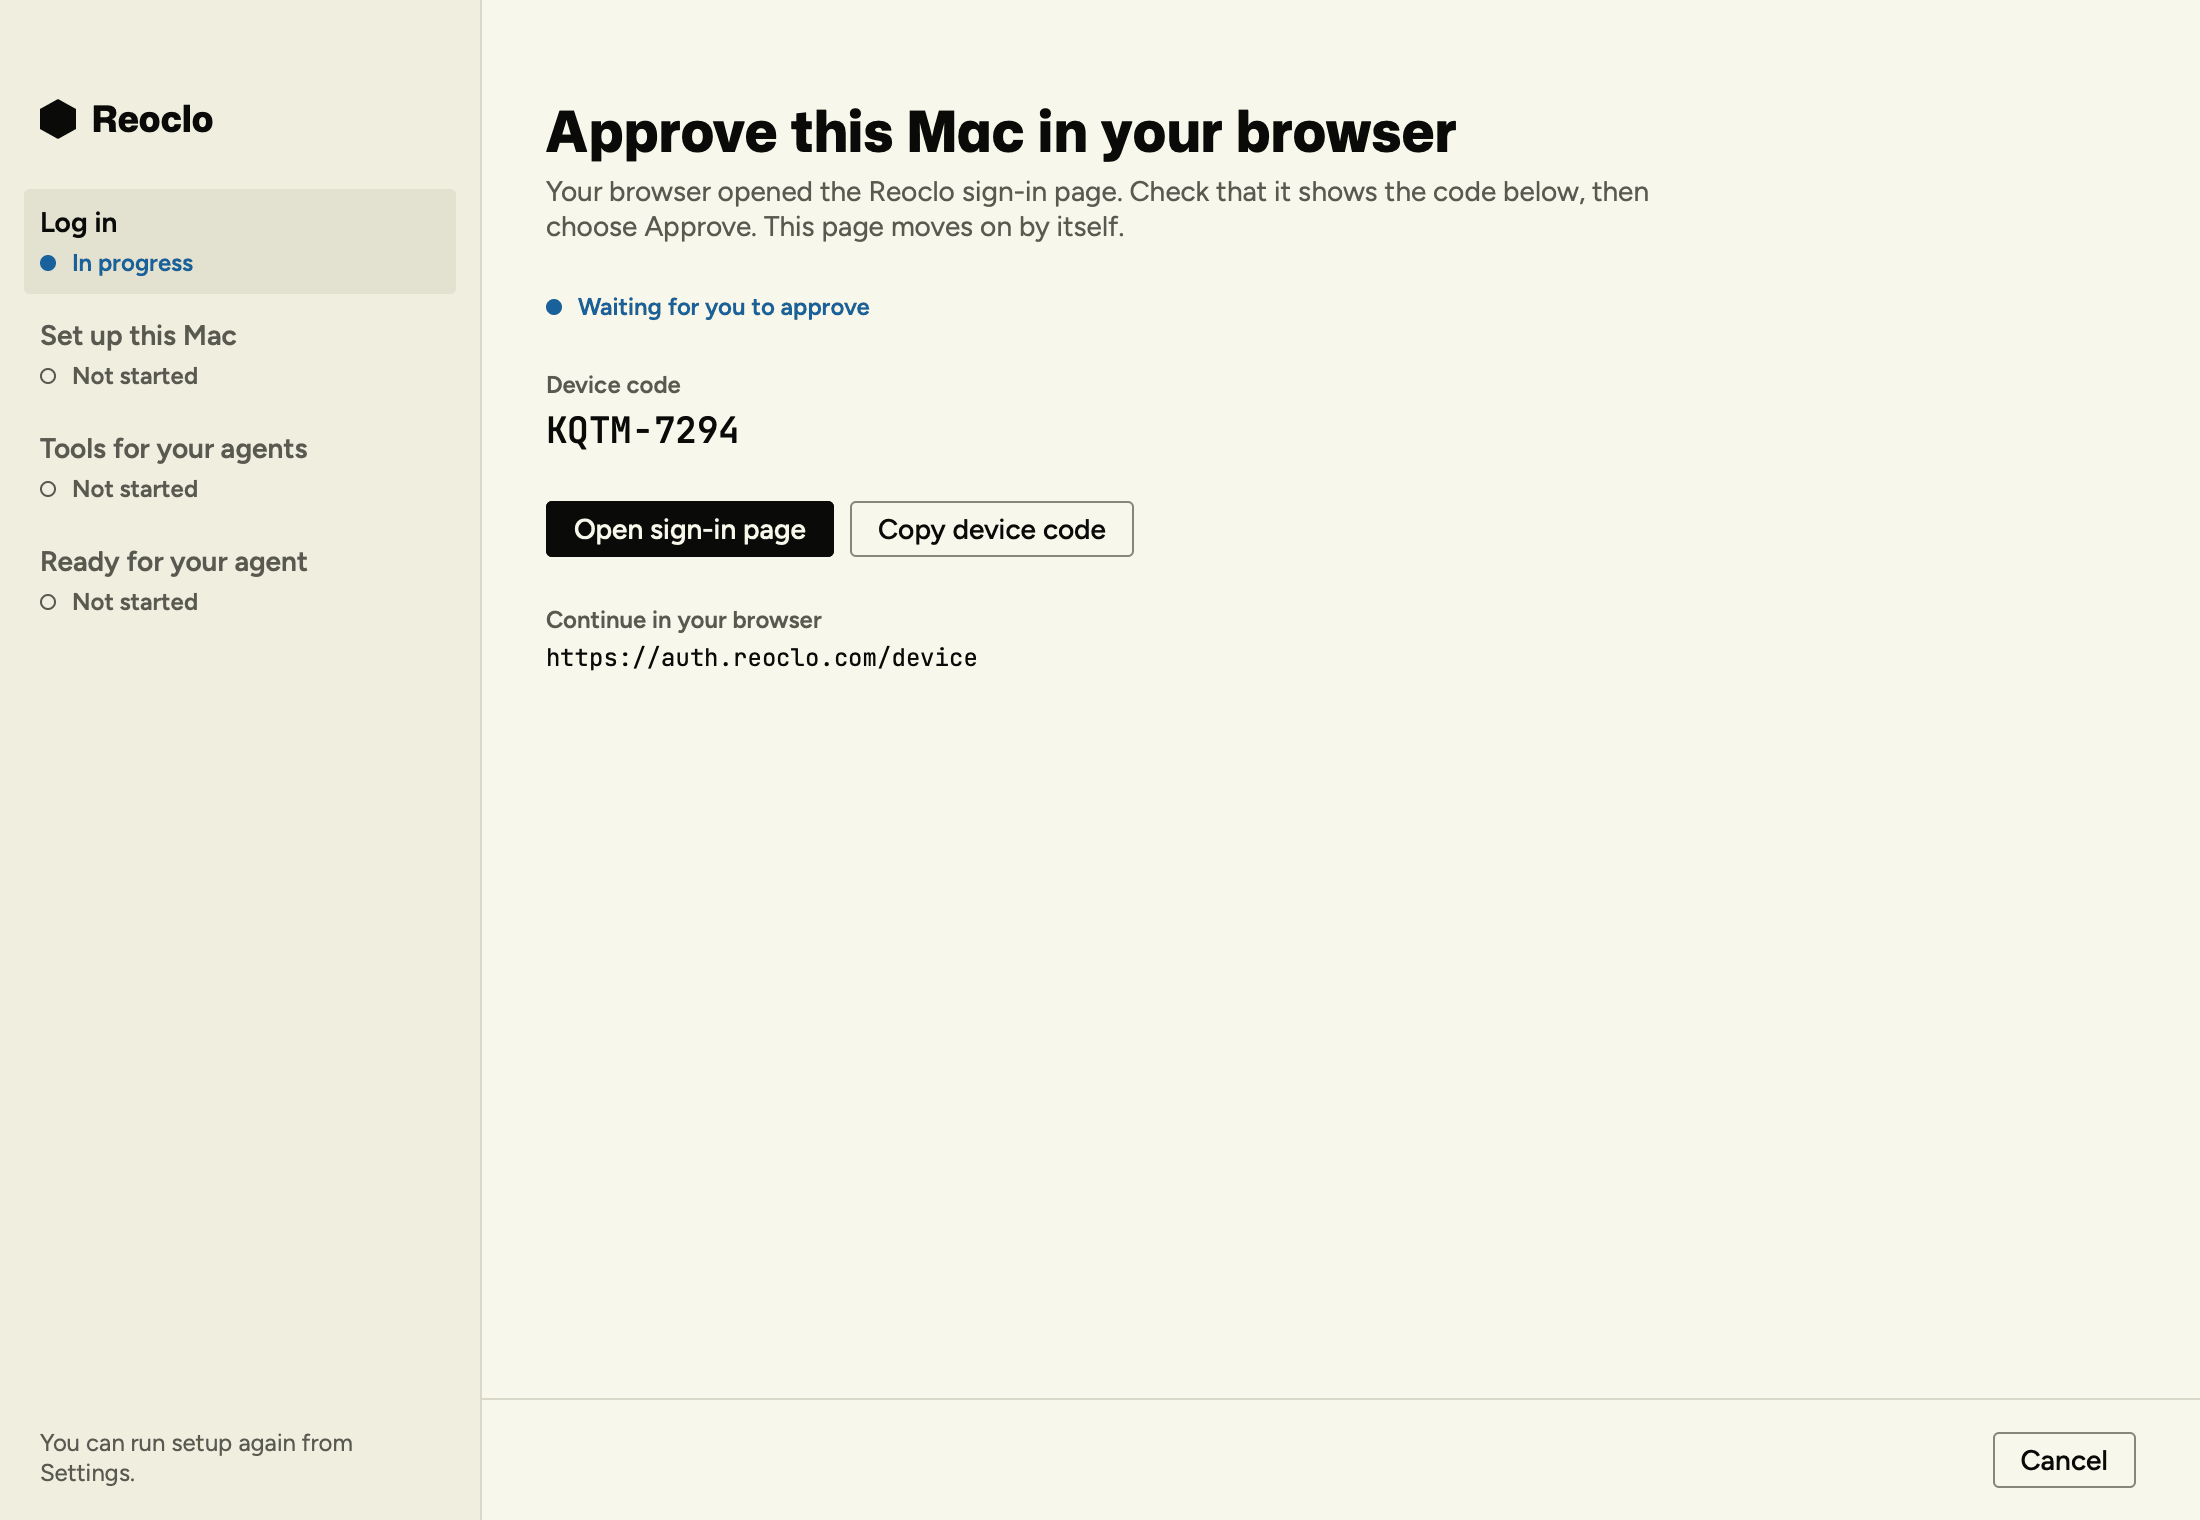 Reoclo
Log in
In progress
Set up this Mac
Not started
Tools for your agents
Not started
Ready for your agent
Not started
You can run setup again from
Settings.
Approve this Mac in your browser
Your browser opened the Reoclo sign-in page. Check that it shows the code below, then
choose Approve. This page moves on by itself.
Waiting for you to approve
Device code
KQTM-7294
Open sign-in page
Copy device code
Continue in your browser
https://auth.reoclo.com/device
Cancel